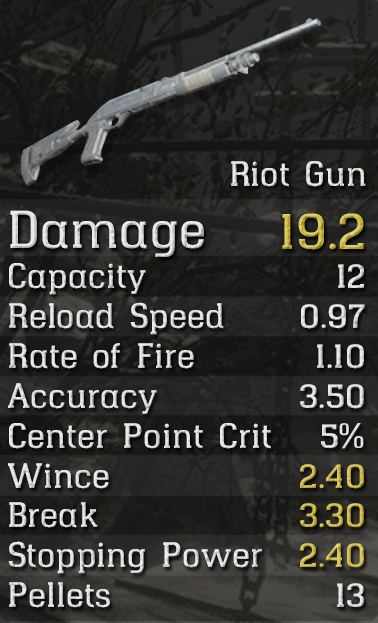 Riot Gun
Damage 19.2
Capacity 12
Reload Speed 0.97
Rate of Fire 1.10
Accuracy 3.50
Center Point Crit 5%
Wince 2.40
Break 3.30
Stopping Power 2.40
Pellets 13